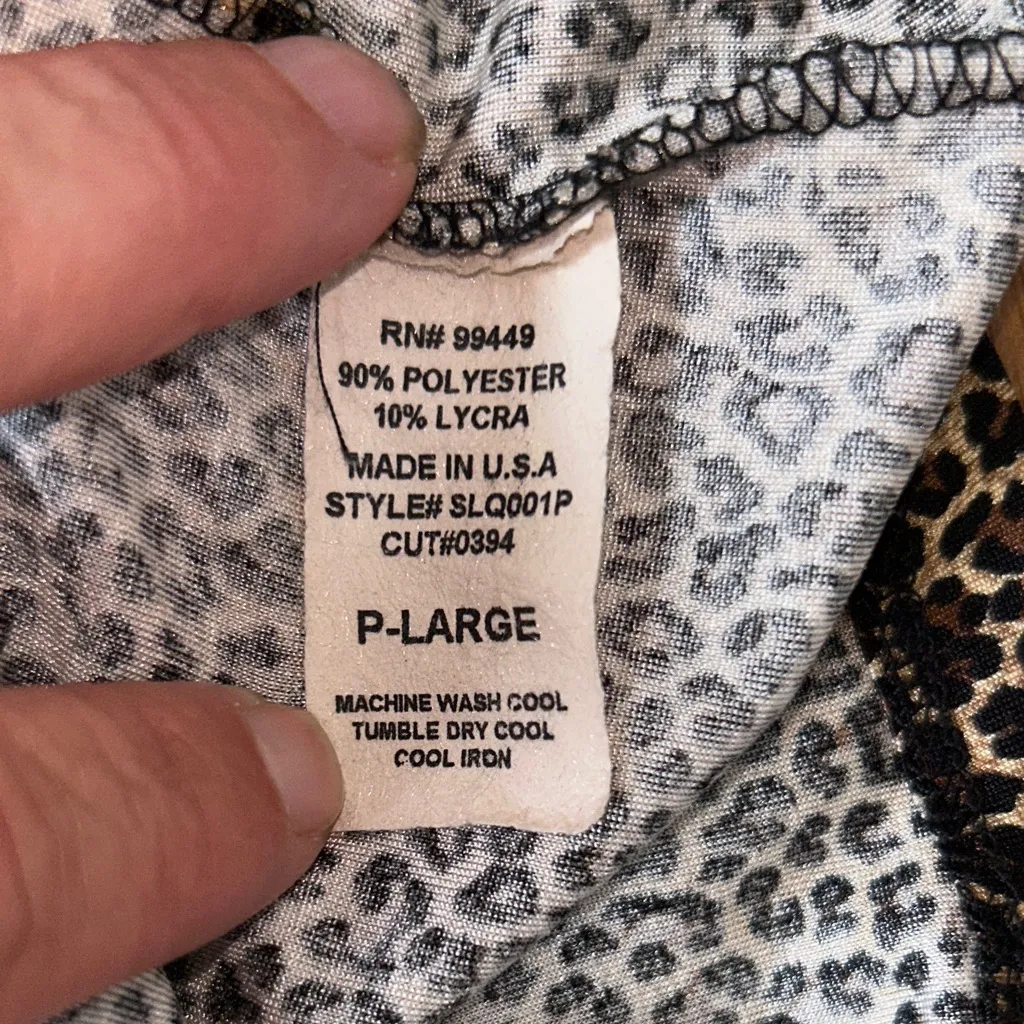 RN# 99449
90% POLYESTER
10% LYCRA
MADE IN U.S.A
STYLE# SLQ001P
CUT#0394
P-LARGE
MACHINE WASH COOL
TUMBLE DRY COOL
COOL IRON